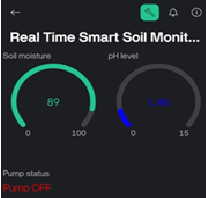 Real Time Smart Soil Monit...
Soil moisture pH level
89
0 100 0 15
Pump status
Pump OFF